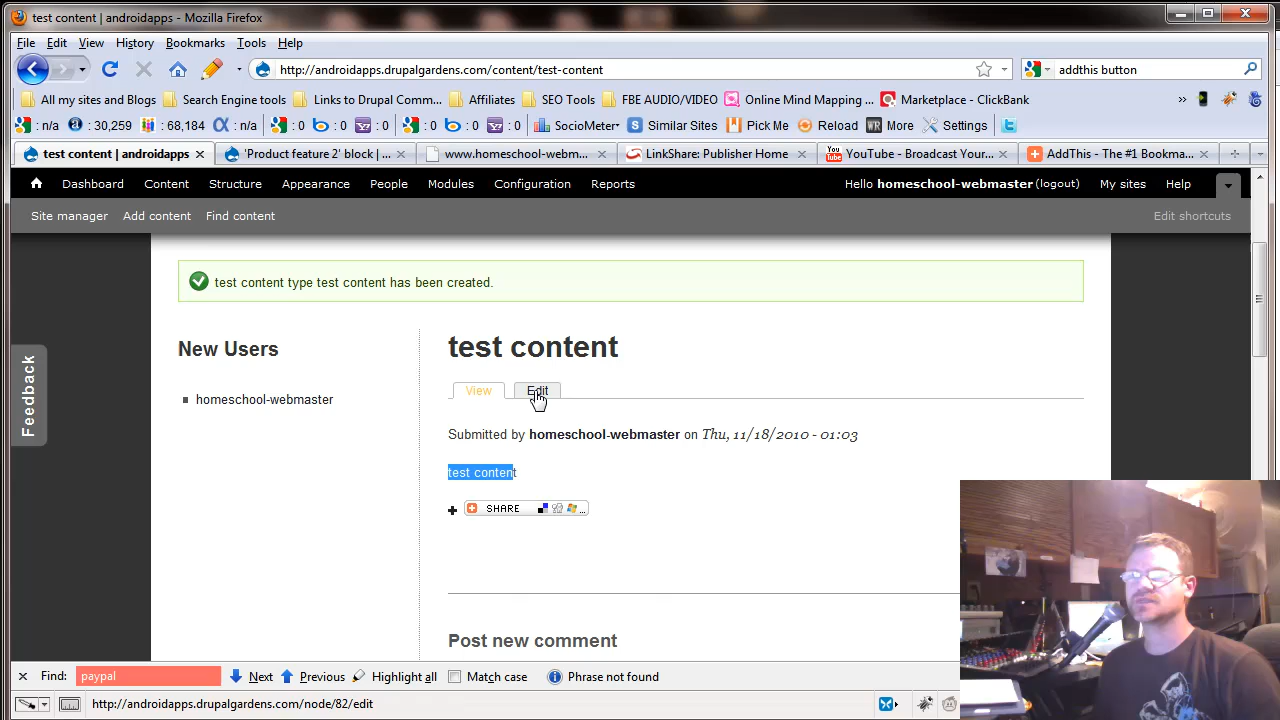 test content | androidapps - Mozilla Firefox
File Edit View History Bookmarks Tools Help
http://androidapps.drupalgardens.com/content/test-content
addthis button
All my sites and Blogs Search Engine tools Links to Drupal Comm... Affiliates SEO Tools FBE AUDIO/VIDEO Online Mind Mapping ... Marketplace - ClickBank »
: n/a : 30,259 : 68,184 : n/a : 0 : 0 : 0 : 0 : 0 : 0 SocioMeter Similar Sites Pick Me Reload More Settings
test content | androidapps 'Product feature 2' block | ... www.homeschool-webm... LinkShare: Publisher Home YouTube - Broadcast Your... AddThis - The #1 Bookma...
Dashboard Content Structure Appearance People Modules Configuration Reports Hello homeschool-webmaster (logout) My sites Help
Site manager Add content Find content Edit shortcuts
test content type test content has been created.
New Users
homeschool-webmaster
Feedback
test content
View Edit
Submitted by homeschool-webmaster on Thu, 11/18/2010 - 01:03
test content
SHARE ...
Post new comment
Find: paypal Next Previous Highlight all Match case Phrase not found
http://androidapps.drupalgardens.com/node/82/edit